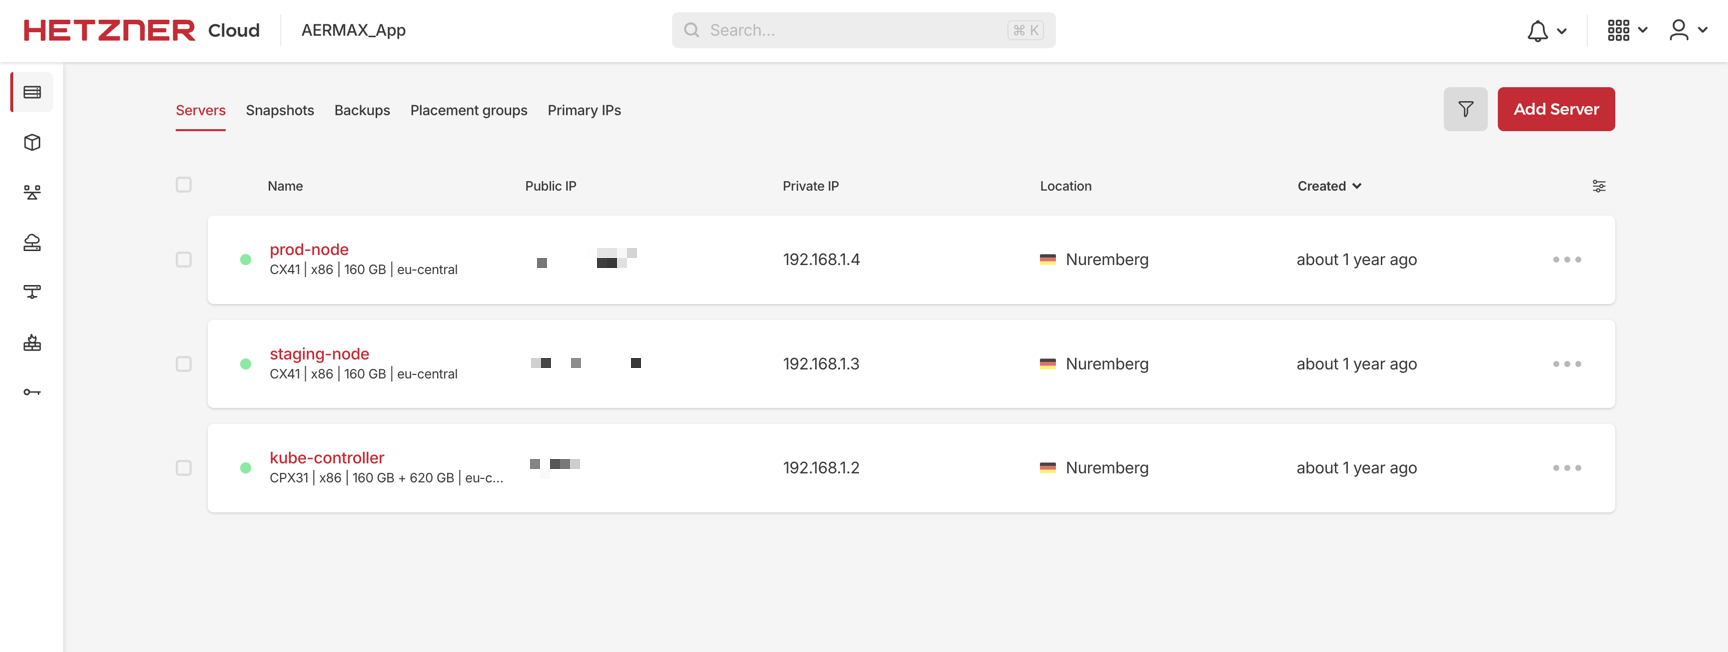 HETZNER Cloud AERMAX_App Search... ⌘ K
Servers Snapshots Backups Placement groups Primary IPs Add Server
Name Public IP Private IP Location Created
prod-node
CX41 | x86 | 160 GB | eu-central
192.168.1.4 Nuremberg about 1 year ago
staging-node
CX41 | x86 | 160 GB | eu-central
192.168.1.3 Nuremberg about 1 year ago
kube-controller
CPX31 | x86 | 160 GB + 620 GB | eu-c...
192.168.1.2 Nuremberg about 1 year ago